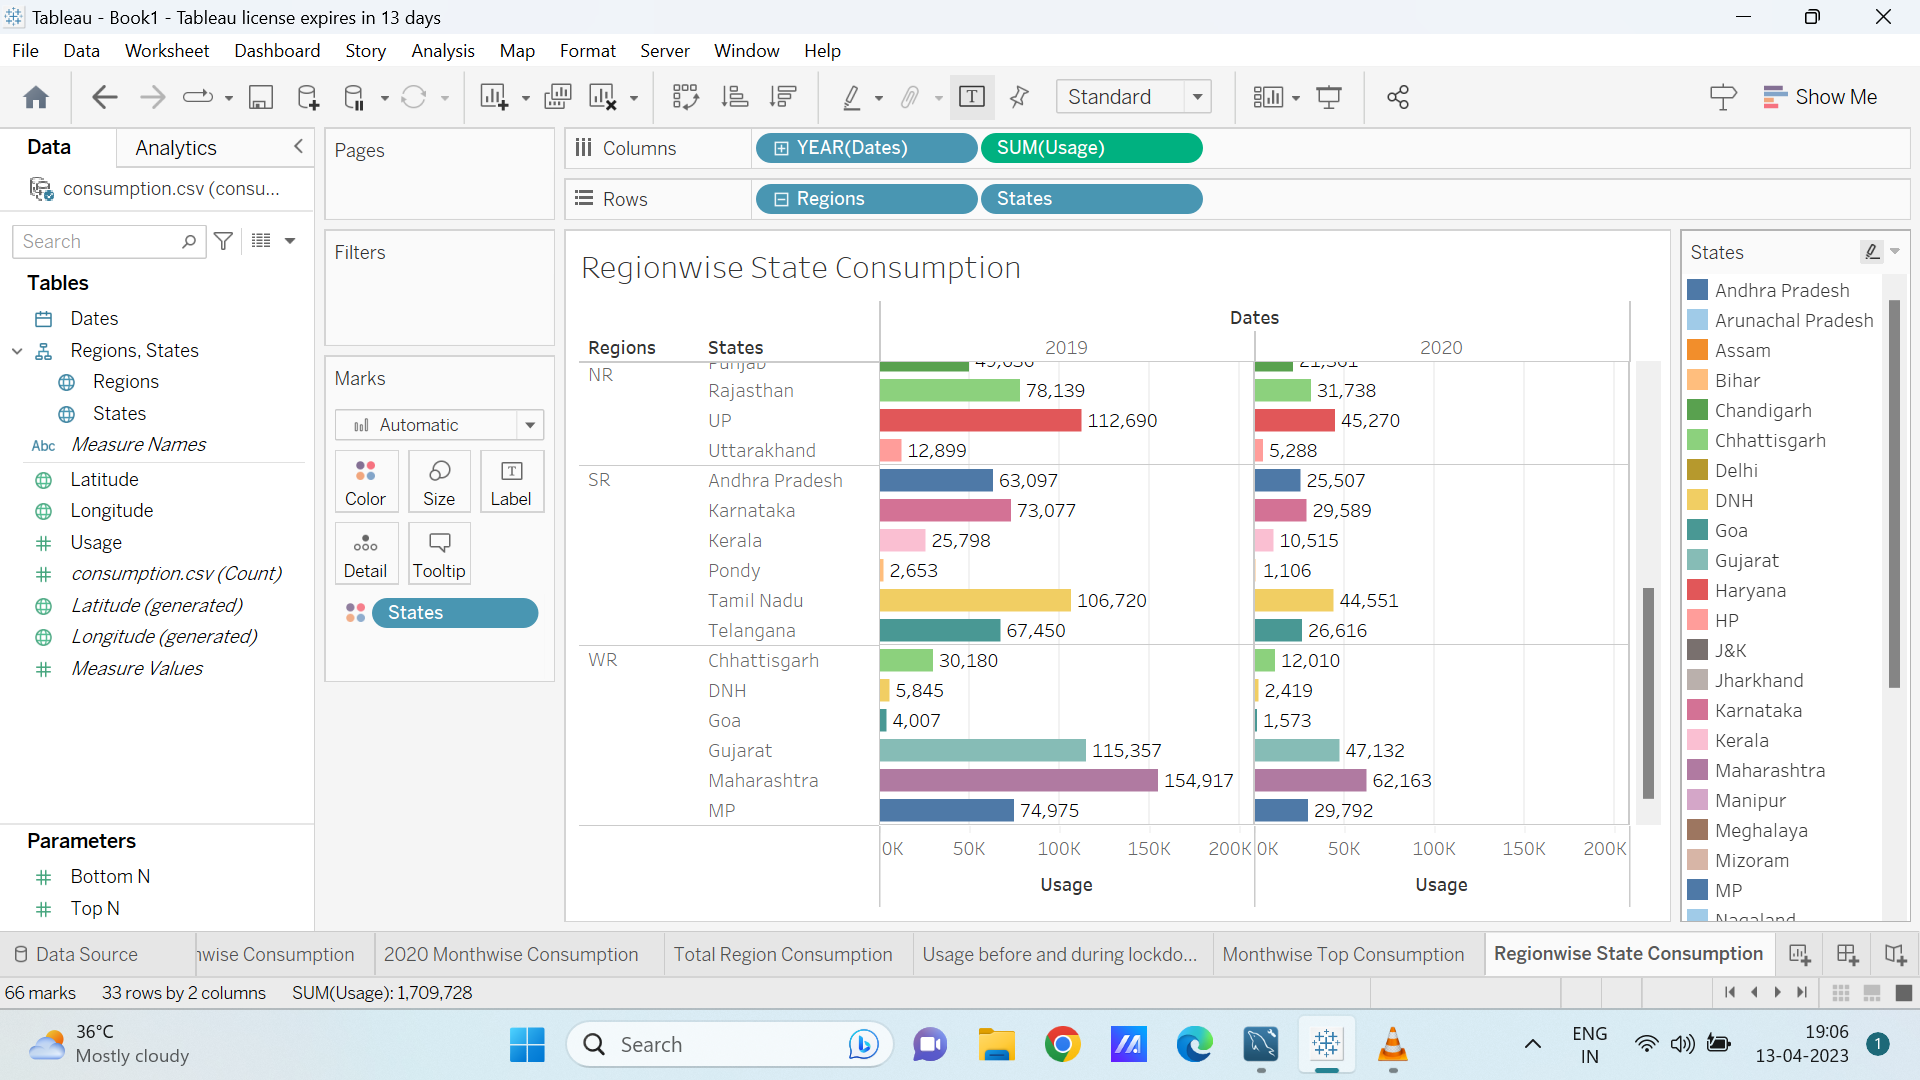 Tableau - Book1 - Tableau license expires in 13 days
File Data Worksheet Dashboard Story Analysis Map Format Server Window Help
Standard
Show Me
Data
Analytics
consumption.csv (consu...
Search
Tables
Dates
Regions, States
Regions
States
Abc Measure Names
Latitude
Longitude
Usage
consumption.csv (Count)
Latitude (generated)
Longitude (generated)
Measure Values
Parameters
Bottom N
Top N
Pages
Filters
Marks
Automatic
Color Size Label
Detail Tooltip
States
Columns YEAR(Dates) SUM(Usage)
Rows Regions States
Regionwise State Consumption
Dates
Regions States 2019 2020
NR Punjab
Rajasthan 78,139 31,738
UP 112,690 45,270
Uttarakhand 12,899 5,288
SR Andhra Pradesh 63,097 25,507
Karnataka 73,077 29,589
Kerala 25,798 10,515
Pondy 2,653 1,106
Tamil Nadu 106,720 44,551
Telangana 67,450 26,616
WR Chhattisgarh 30,180 12,010
DNH 5,845 2,419
Goa 4,007 1,573
Gujarat 115,357 47,132
Maharashtra 154,917 62,163
MP 74,975 29,792
0K 50K 100K 150K 200K 0K 50K 100K 150K 200K
Usage Usage
States
Andhra Pradesh
Arunachal Pradesh
Assam
Bihar
Chandigarh
Chhattisgarh
Delhi
DNH
Goa
Gujarat
Haryana
HP
J&K
Jharkhand
Karnataka
Kerala
Maharashtra
Manipur
Meghalaya
Mizoram
MP
Nagaland
Data Source
wise Consumption
2020 Monthwise Consumption
Total Region Consumption
Usage before and during lockdo...
Monthwise Top Consumption
Regionwise State Consumption
66 marks 33 rows by 2 columns SUM(Usage): 1,709,728
36°C
Mostly cloudy
Search
ENG
IN
19:06
13-04-2023
1